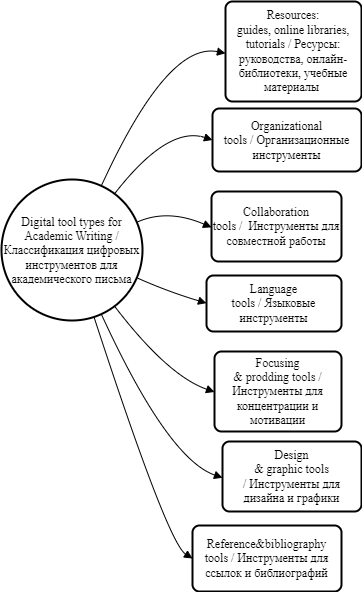 Digital tool types for
Academic Writing /
Классификация цифровых
инструментов для
академического письма
Resources:
guides, online libraries,
tutorials / Ресурсы:
руководства, онлайн-
библиотеки, учебные
материалы
Organizational
tools / Организационные
инструменты
Collaboration
tools / Инструменты для
совместной работы
Language
tools / Языковые
инструменты
Focusing
& prodding tools /
Инструменты для
концентрации и
мотивации
Design
& graphic tools
/ Инструменты для
дизайна и графики
Reference&bibliography
tools / Инструменты для
ссылок и библиографий